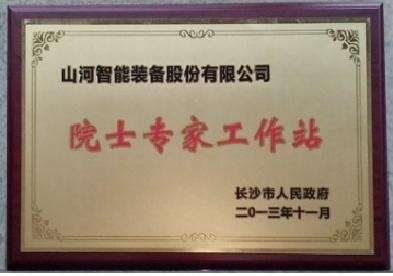 山河智能装备股份有限公司
院士专家工作站
长沙市人民政府
二〇一三年十一月